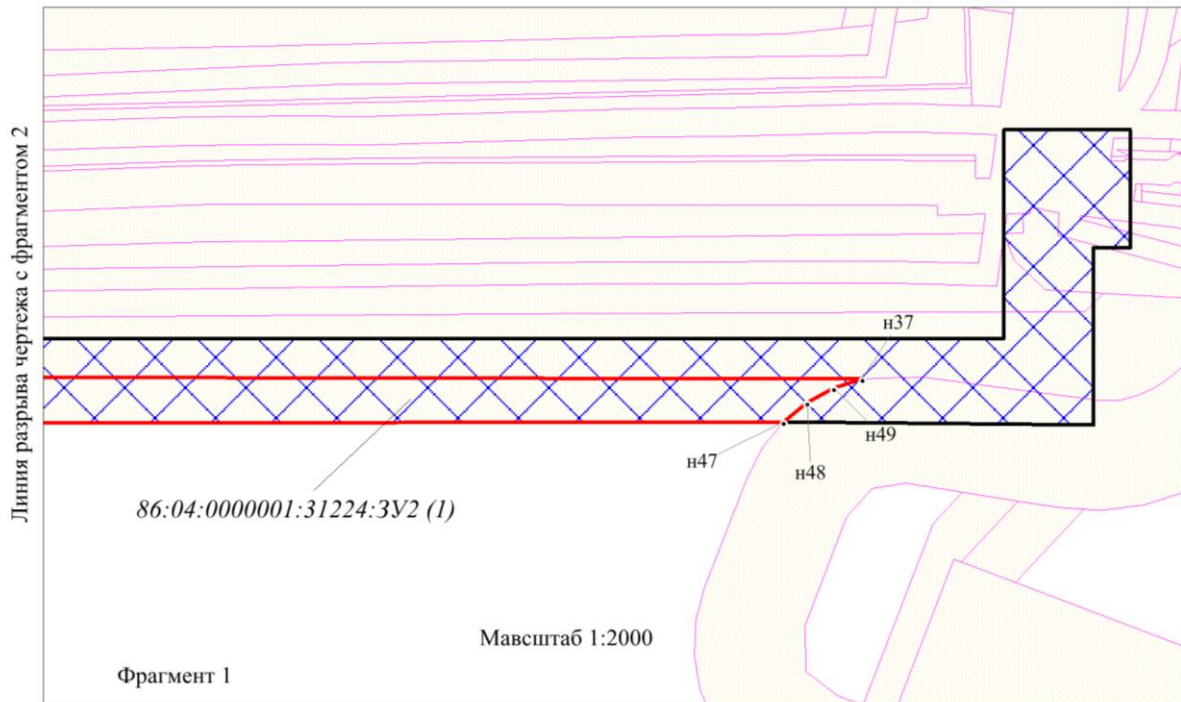 Линия разрыва чертежа с фрагментом 2
н37
н49
н47
н48
86:04:0000001:31224:ЗУ2 (1)
Мавсштаб 1:2000
Фрагмент 1